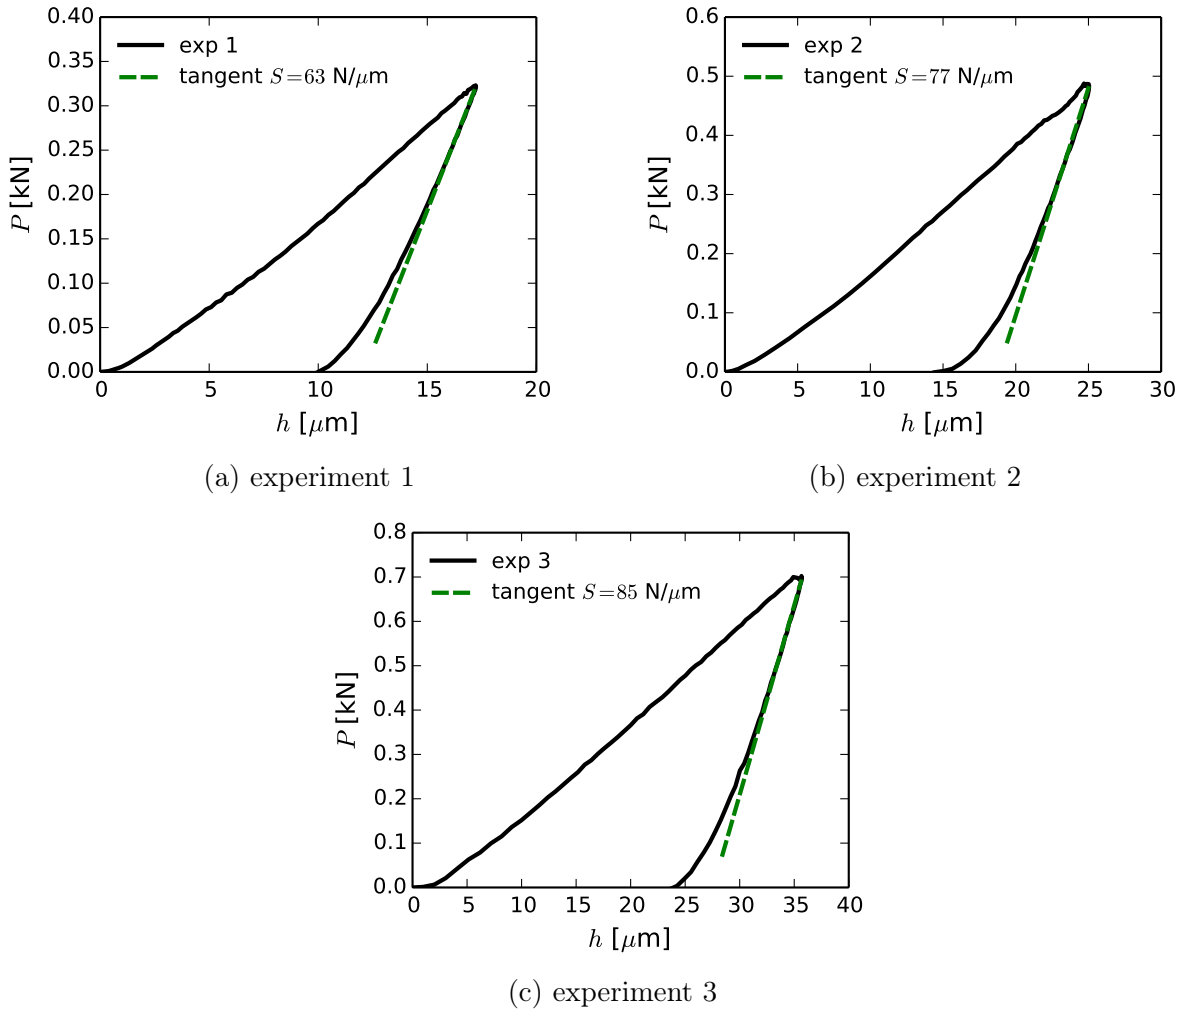 0.40
0.35
0.30
0.25
0.20
0.15
0.10
0.05
0.00
P [kN]
exp 1
tangent S=63 N/μm
0 5 10 15 20
h [μm]
(a) experiment 1
0.6
0.5
0.4
0.3
0.2
0.1
0.0
P [kN]
exp 2
tangent S=77 N/μm
0 5 10 15 20 25 30
h [μm]
(b) experiment 2
0.8
0.7
0.6
0.5
0.4
0.3
0.2
0.1
0.0
P [kN]
exp 3
tangent S=85 N/μm
0 5 10 15 20 25 30 35 40
h [μm]
(c) experiment 3